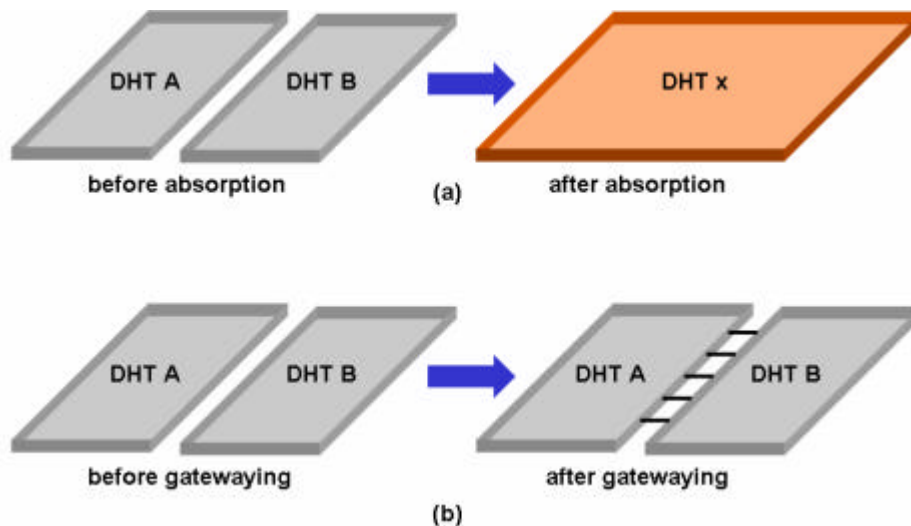 DHT A
DHT B
DHT x
before absorption
after absorption
(a)
DHT A
DHT B
DHT A
DHT B
before gatewaying
after gatewaying
(b)